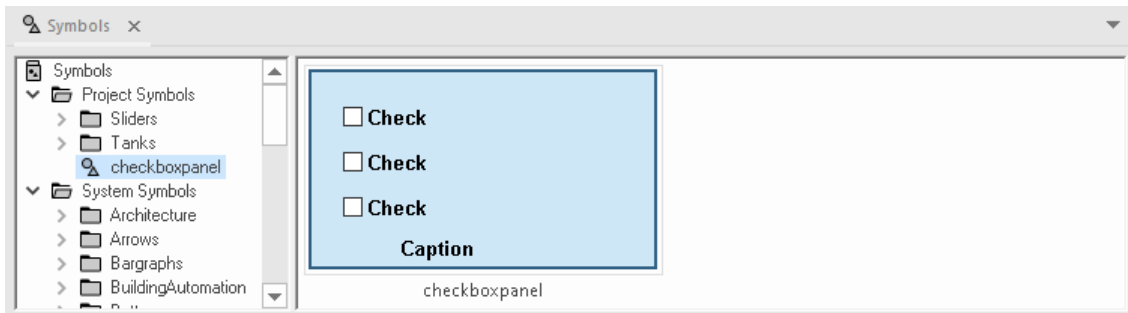 Symbols
Symbols
Project Symbols
Sliders
Tanks
checkboxpanel
System Symbols
Architecture
Arrows
Bargraphs
BuildingAutomation
Check
Check
Check
Caption
checkboxpanel